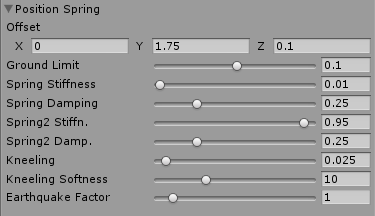 Position Spring
Offset
X 0 Y 1.75 Z 0.1
Ground Limit 0.1
Spring Stiffness 0.01
Spring Damping 0.25
Spring2 Stiffn. 0.95
Spring2 Damp. 0.25
Kneeling 0.025
Kneeling Softness 10
Earthquake Factor 1